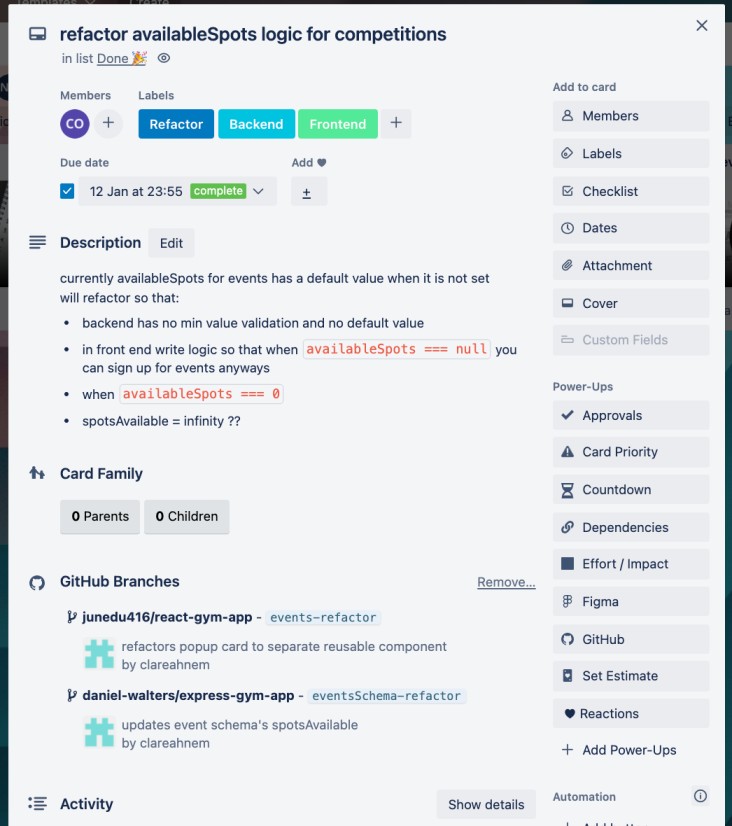 refactor availableSpots logic for competitions
in list Done 🎉
Members
Labels
CO
Refactor
Backend
Frontend
Due date
Add
12 Jan at 23:55 complete
±
Description
Edit
currently availableSpots for events has a default value when it is not set
will refactor so that:
• backend has no min value validation and no default value
• in front end write logic so that when availableSpots === null you
can sign up for events anyways
• when availableSpots === 0
• spotsAvailable = infinity ??
Card Family
0 Parents
0 Children
GitHub Branches
Remove...
junedu416/react-gym-app - events-refactor
refactors popup card to separate reusable component
by clareahnem
daniel-walters/express-gym-app - eventsSchema-refactor
updates event schema's spotsAvailable
by clareahnem
Activity
Show details
Add to card
Members
Labels
Checklist
Dates
Attachment
Cover
Custom Fields
Power-Ups
Approvals
Card Priority
Countdown
Dependencies
Effort / Impact
Figma
GitHub
Set Estimate
Reactions
+ Add Power-Ups
Automation